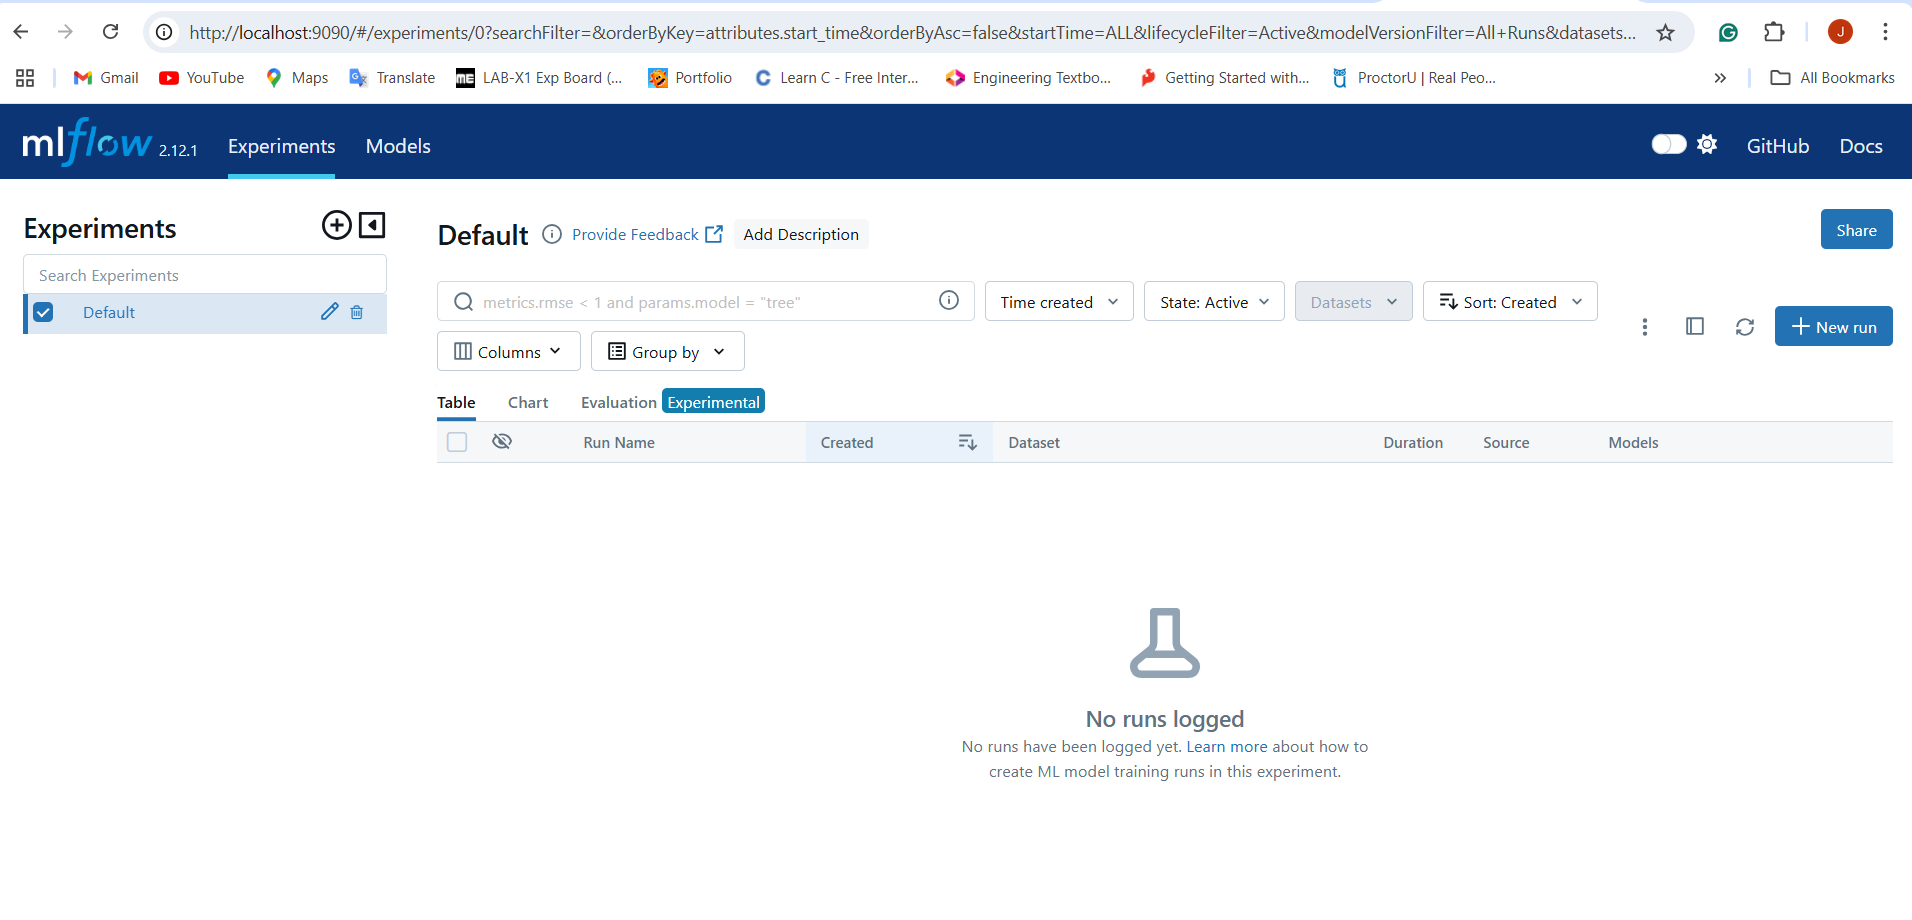 http://localhost:9090/#/experiments/0?searchFilter=&orderByKey=attributes.start_time&orderByAsc=false&startTime=ALL&lifecycleFilter=Active&modelVersionFilter=All+Runs&datasets...
J
Gmail YouTube Maps Translate LAB-X1 Exp Board (... Portfolio Learn C - Free Inter... Engineering Textbo... Getting Started with... ProctorU | Real Peo... » All Bookmarks
mlflow 2.12.1 Experiments Models GitHub Docs
Experiments
Search Experiments
Default
Default Provide Feedback Add Description Share
metrics.rmse < 1 and params.model = "tree" Time created State: Active Datasets Sort: Created
Columns Group by
+ New run
Table Chart Evaluation Experimental
Run Name Created Dataset Duration Source Models
No runs logged
No runs have been logged yet. Learn more about how to
create ML model training runs in this experiment.